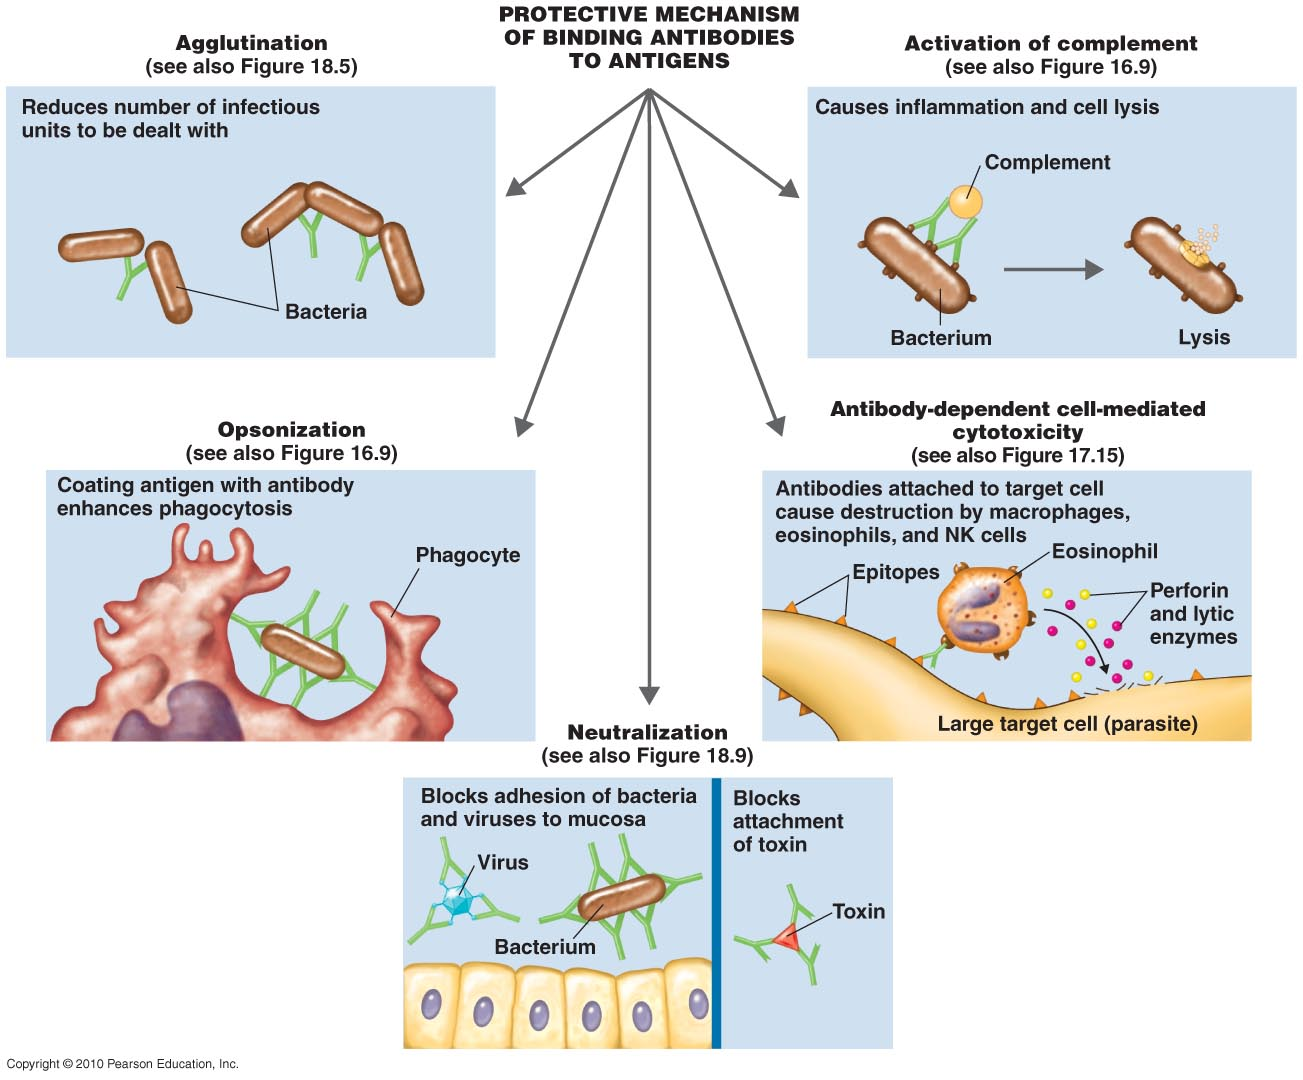 PROTECTIVE MECHANISM
OF BINDING ANTIBODIES
TO ANTIGENS
Agglutination
(see also Figure 18.5)
Reduces number of infectious
units to be dealt with
Bacteria
Activation of complement
(see also Figure 16.9)
Causes inflammation and cell lysis
Complement
Bacterium
Lysis
Opsonization
(see also Figure 16.9)
Coating antigen with antibody
enhances phagocytosis
Phagocyte
Antibody-dependent cell-mediated
cytotoxicity
(see also Figure 17.15)
Antibodies attached to target cell
cause destruction by macrophages,
eosinophils, and NK cells
Eosinophil
Epitopes
Perforin
and lytic
enzymes
Large target cell (parasite)
Neutralization
(see also Figure 18.9)
Blocks adhesion of bacteria
and viruses to mucosa
Virus
Bacterium
Blocks
attachment
of toxin
Toxin
Copyright © 2010 Pearson Education, Inc.